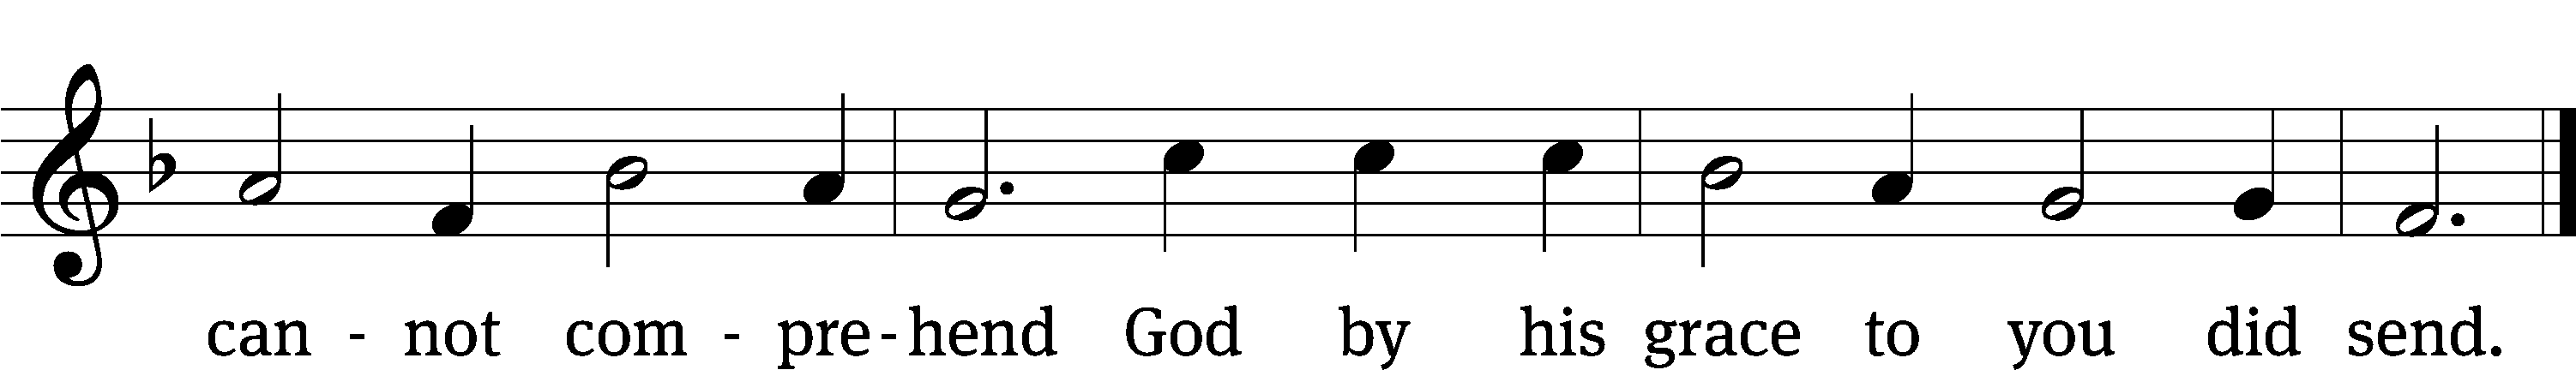 can - not com - pre - hend God by his grace to you did send.